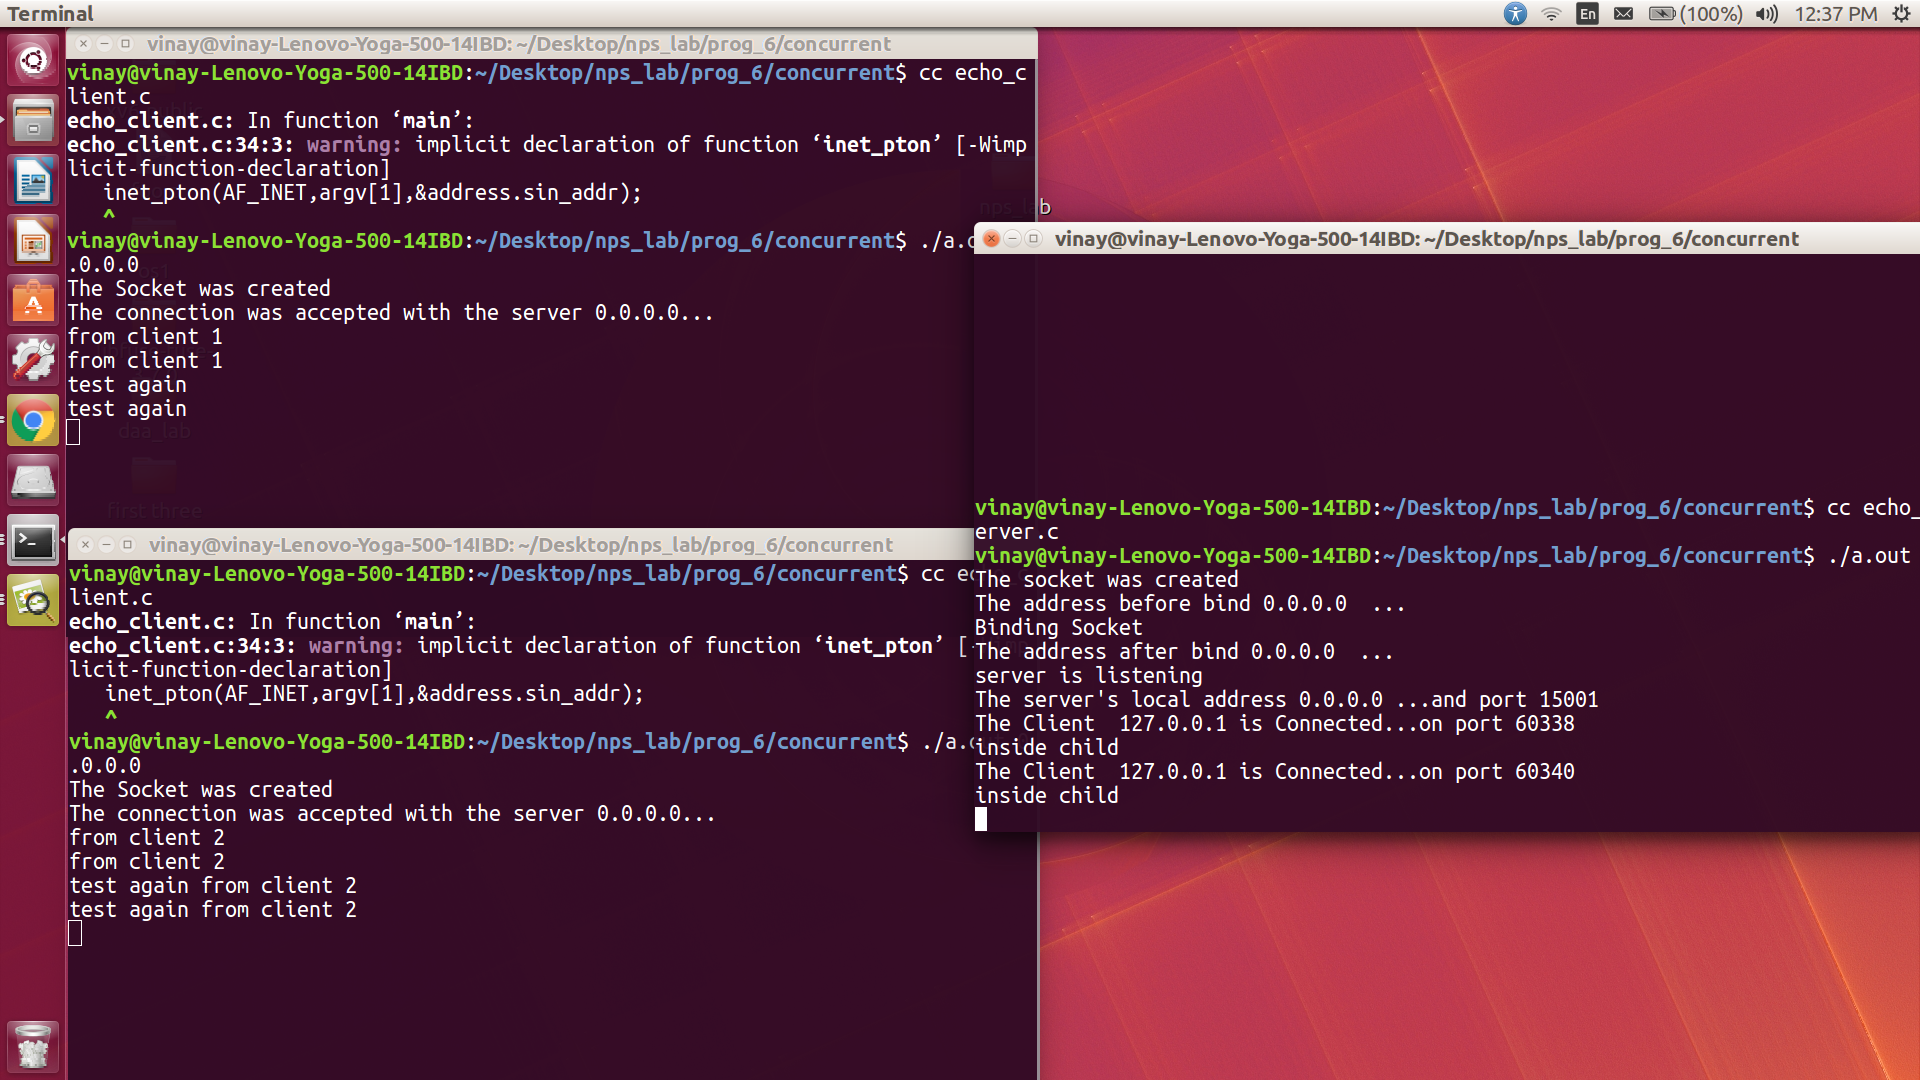 Terminal
En
(100%)
12:37 PM
vinay@vinay-Lenovo-Yoga-500-14IBD: ~/Desktop/nps_lab/prog_6/concurrent
vinay@vinay-Lenovo-Yoga-500-14IBD:~/Desktop/nps_lab/prog_6/concurrent$ cc echo_c
lient.c
echo_client.c: In function ‘main’:
echo_client.c:34:3: warning: implicit declaration of function ‘inet_pton’ [-Wimp
licit-function-declaration]
inet_pton(AF_INET,argv[1],&address.sin_addr);
^
vinay@vinay-Lenovo-Yoga-500-14IBD:~/Desktop/nps_lab/prog_6/concurrent$ ./a.
.0.0.0
The Socket was created
The connection was accepted with the server 0.0.0.0...
from client 1
from client 1
test again
test again
daa_lab
first three
nps_lab
vinay@vinay-Lenovo-Yoga-500-14IBD: ~/Desktop/nps_lab/prog_6/concurrent
vinay@vinay-Lenovo-Yoga-500-14IBD:~/Desktop/nps_lab/prog_6/concurrent$ cc ec
lient.c
echo_client.c: In function ‘main’:
echo_client.c:34:3: warning: implicit declaration of function ‘inet_pton’ [-
licit-function-declaration]
inet_pton(AF_INET,argv[1],&address.sin_addr);
^
vinay@vinay-Lenovo-Yoga-500-14IBD:~/Desktop/nps_lab/prog_6/concurrent$ ./a.
.0.0.0
The Socket was created
The connection was accepted with the server 0.0.0.0...
from client 2
from client 2
test again from client 2
test again from client 2
vinay@vinay-Lenovo-Yoga-500-14IBD: ~/Desktop/nps_lab/prog_6/concurrent
vinay@vinay-Lenovo-Yoga-500-14IBD:~/Desktop/nps_lab/prog_6/concurrent$ cc echo_
erver.c
vinay@vinay-Lenovo-Yoga-500-14IBD:~/Desktop/nps_lab/prog_6/concurrent$ ./a.out
The socket was created
The address before bind 0.0.0.0 ...
Binding Socket
The address after bind 0.0.0.0 ...
server is listening
The server's local address 0.0.0.0 ...and port 15001
The Client 127.0.0.1 is Connected...on port 60338
inside child
The Client 127.0.0.1 is Connected...on port 60340
inside child